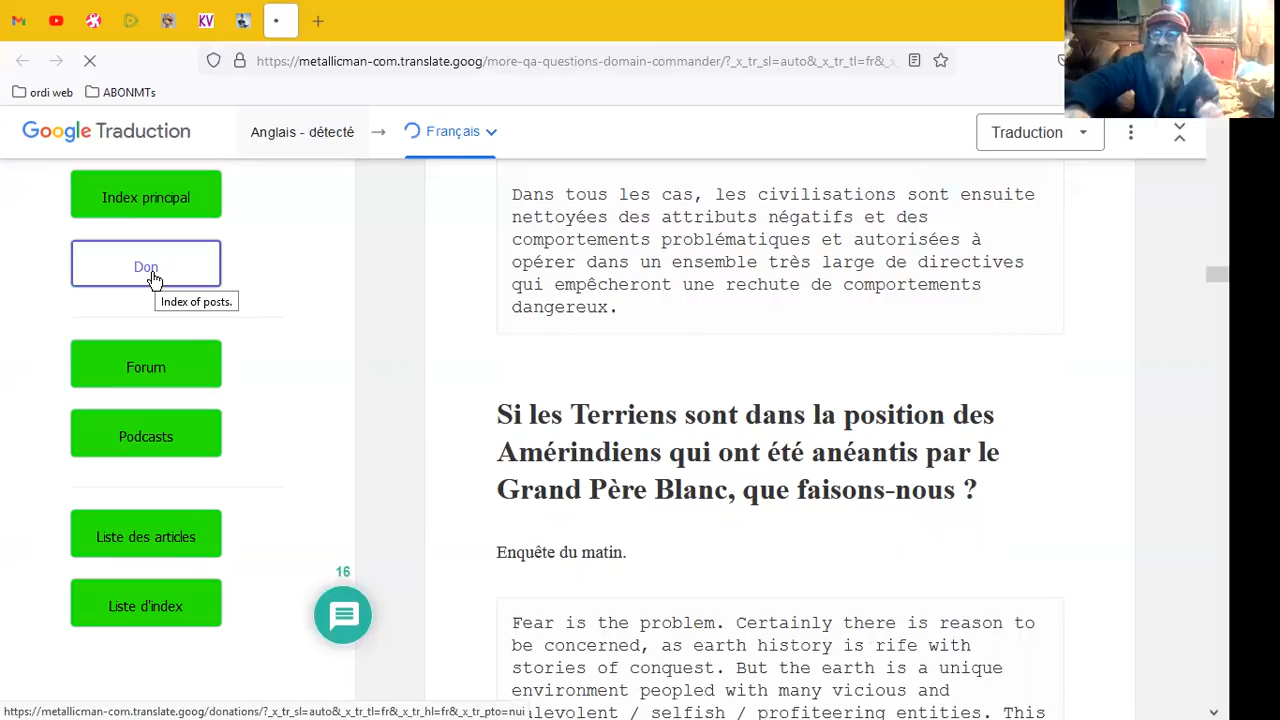 KV
https://metallicman-com.translate.goog/more-qa-questions-domain-commander/?_x_tr_sl=auto&_x_tr_tl=fr&_x
ordi web
ABONMTs
Google Traduction
Anglais - détecté
Français
Traduction
Index principal
Don
Index of posts.
Forum
Podcasts
Liste des articles
Liste d'index
16
Dans tous les cas, les civilisations sont ensuite
nettoyées des attributs négatifs et des
comportements problématiques et autorisées à
opérer dans un ensemble très large de directives
qui empêcheront une rechute de comportements
dangereux.
Si les Terriens sont dans la position des
Amérindiens qui ont été anéantis par le
Grand Père Blanc, que faisons-nous ?
Enquête du matin.
Fear is the problem. Certainly there is reason to
be concerned, as earth history is rife with
stories of conquest. But the earth is a unique
environment peopled with many vicious and
malevolent / selfish / profiteering entities. This
https://metallicman-com.translate.goog/donations/?_x_tr_sl=auto&_x_tr_tl=fr&_x_tr_hl=fr&_x_tr_pto=nui